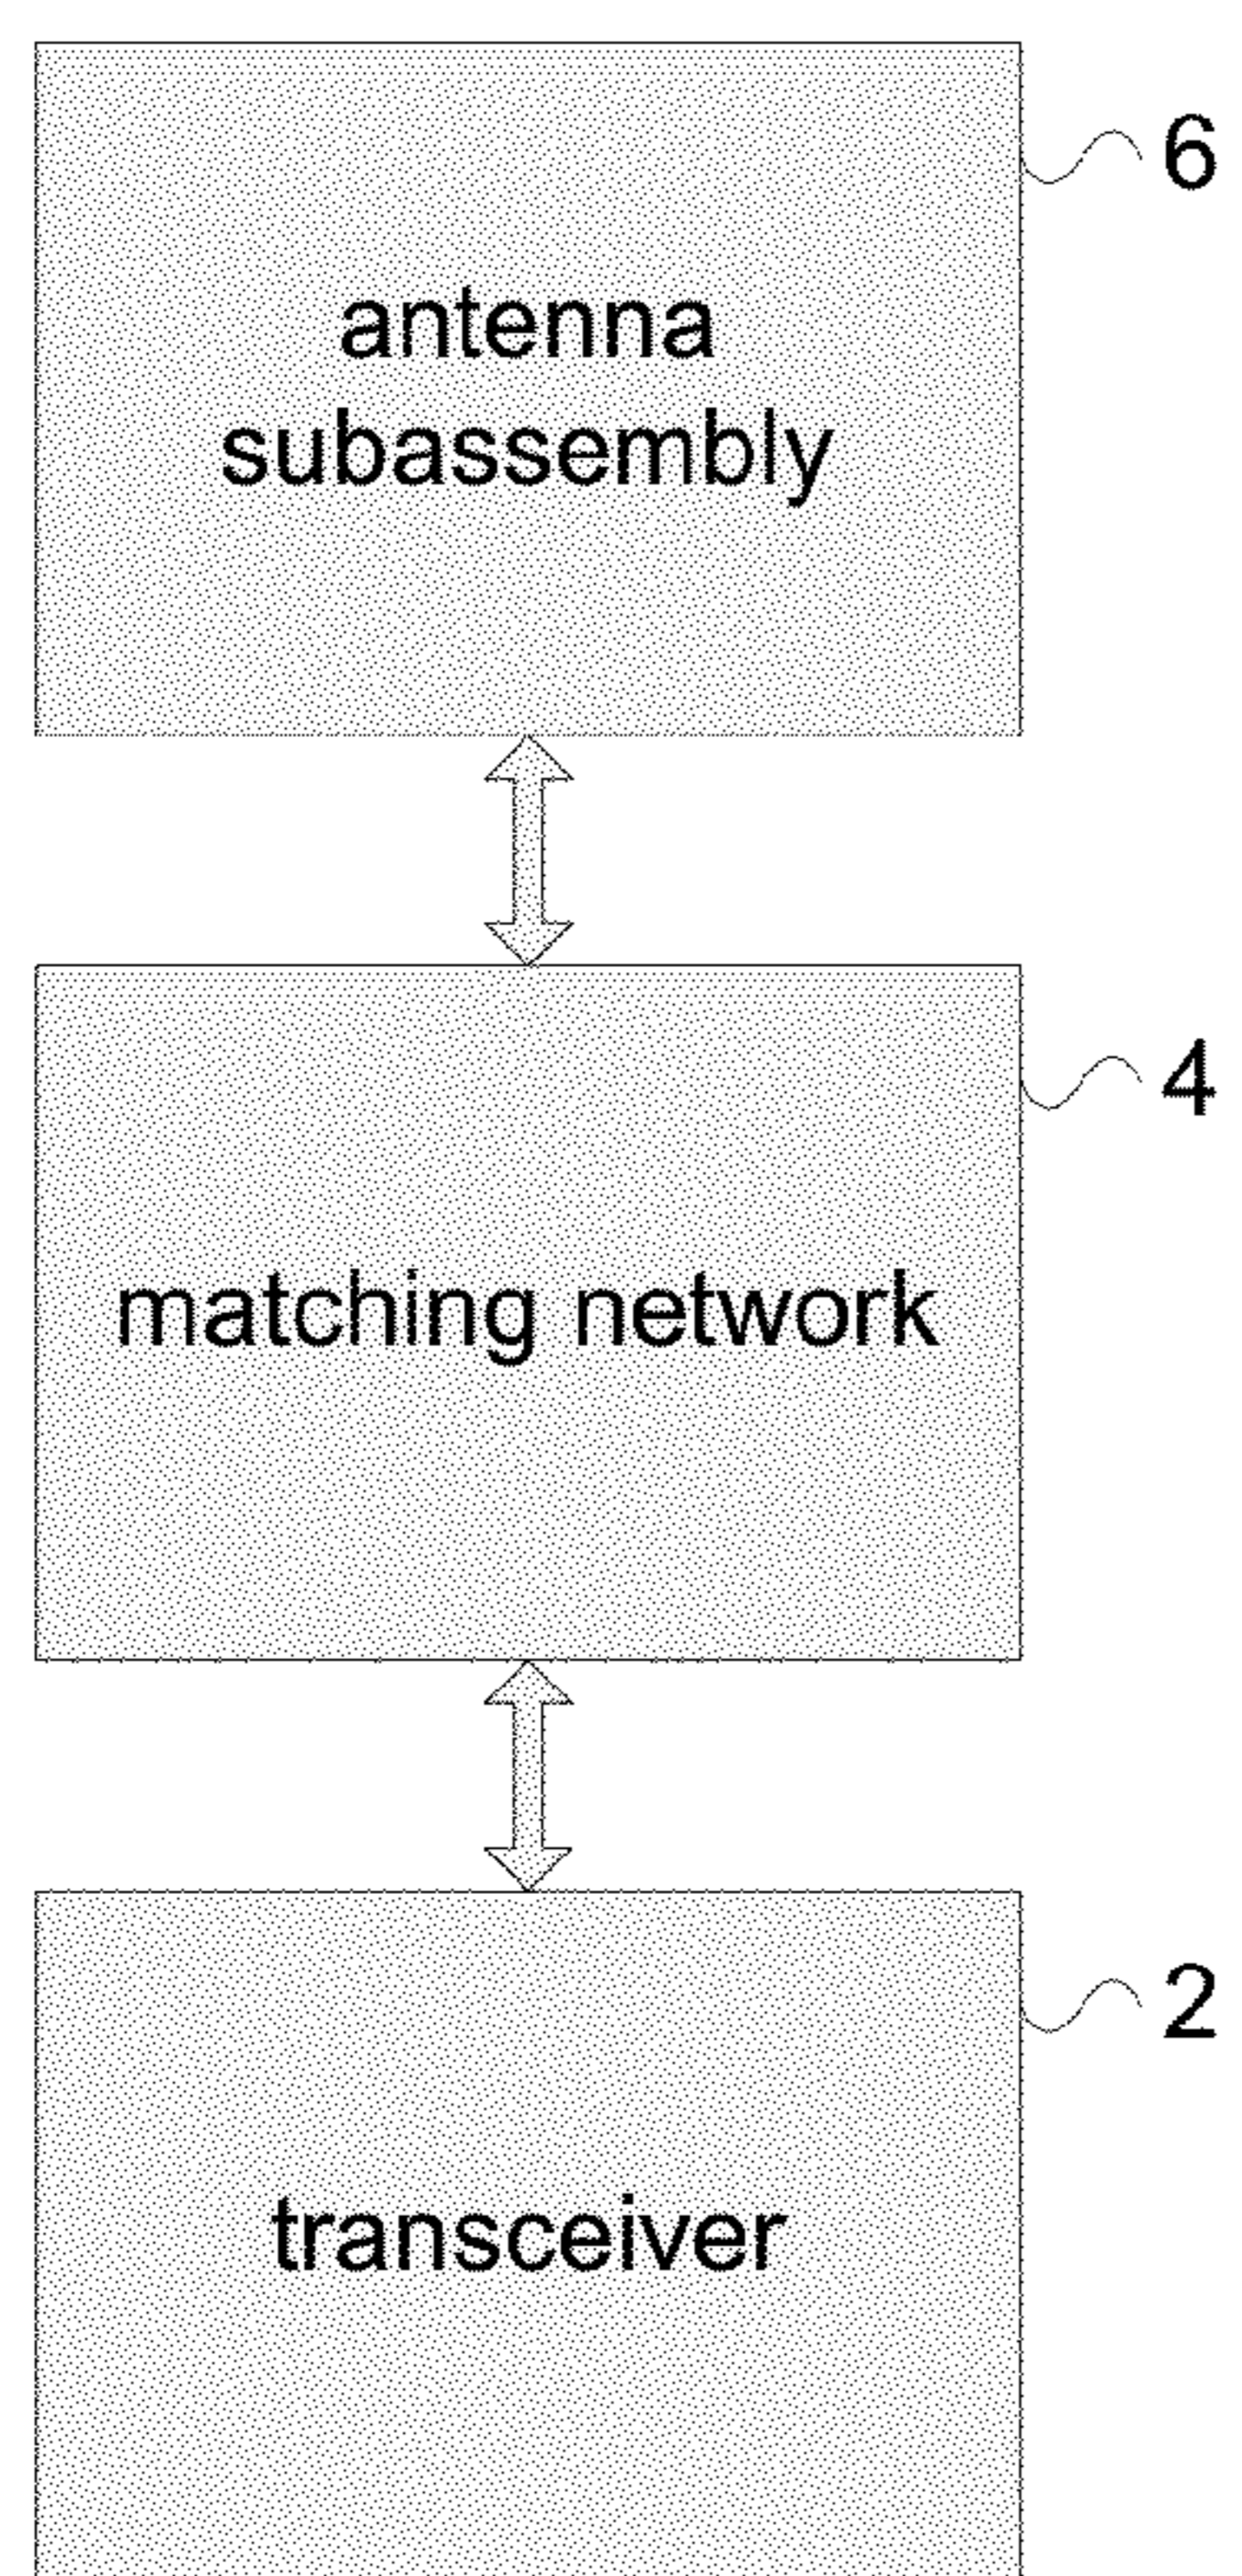 6
antenna
subassembly
4
matching network
2
transceiver